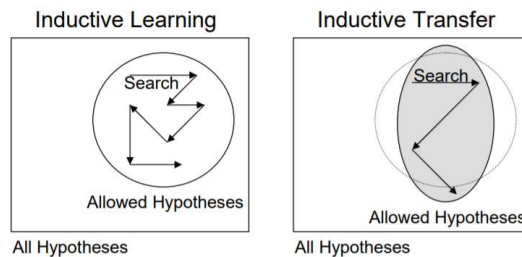 Inductive Learning
Search
Allowed Hypotheses
All Hypotheses
Inductive Transfer
Search
Allowed Hypotheses
All Hypotheses